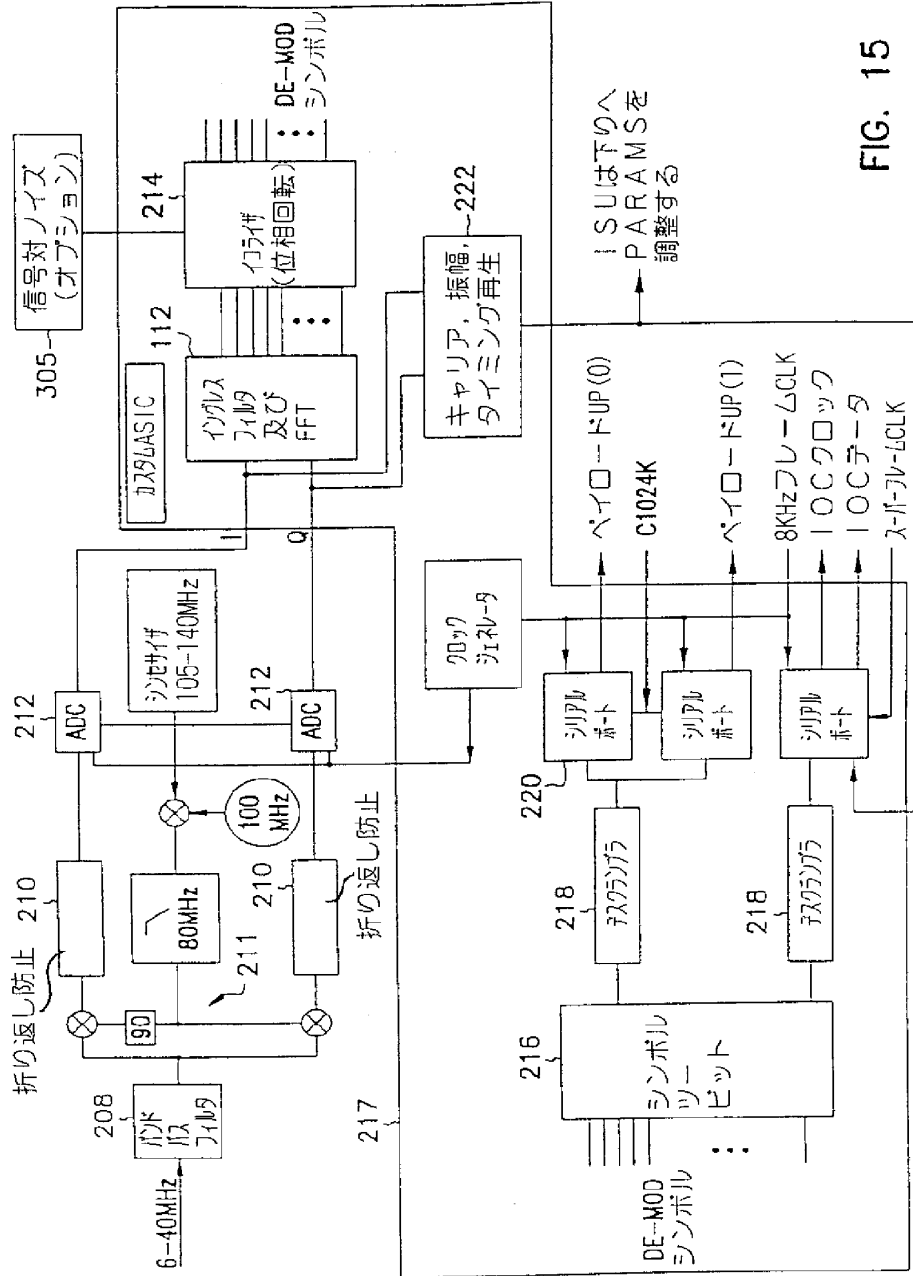 6-40MHz
208
バンド
パス
フィルタ
折り返し防止
210
90
211
80MHz
100
MHz
シンセサイザ
105-140MHz
210
折り返し防止
212
ADC
212
ADC
I
Q
カスタムASIC
112
イングレス
フィルタ
及び
FFT
214
イコライザ
(位相回転)
305
信号対ノイズ
(オプション)
DE-MOD
シンボル
222
キャリア,振幅,
タイミング再生
ISUは下りへ
PARAMSを
調整する
217
クロック
ジェネレータ
DE-MOD
シンボル
216
シンボル
ツー
ビット
218
デスクランブラ
218
デスクランブラ
220
シリアル
ポート
シリアル
ポート
シリアル
ポート
ペイロードUP(0)
C1024K
ペイロードUP(1)
8KHzフレームCLK
IOCクロック
IOCデータ
スーパーフレームCLK
FIG. 15